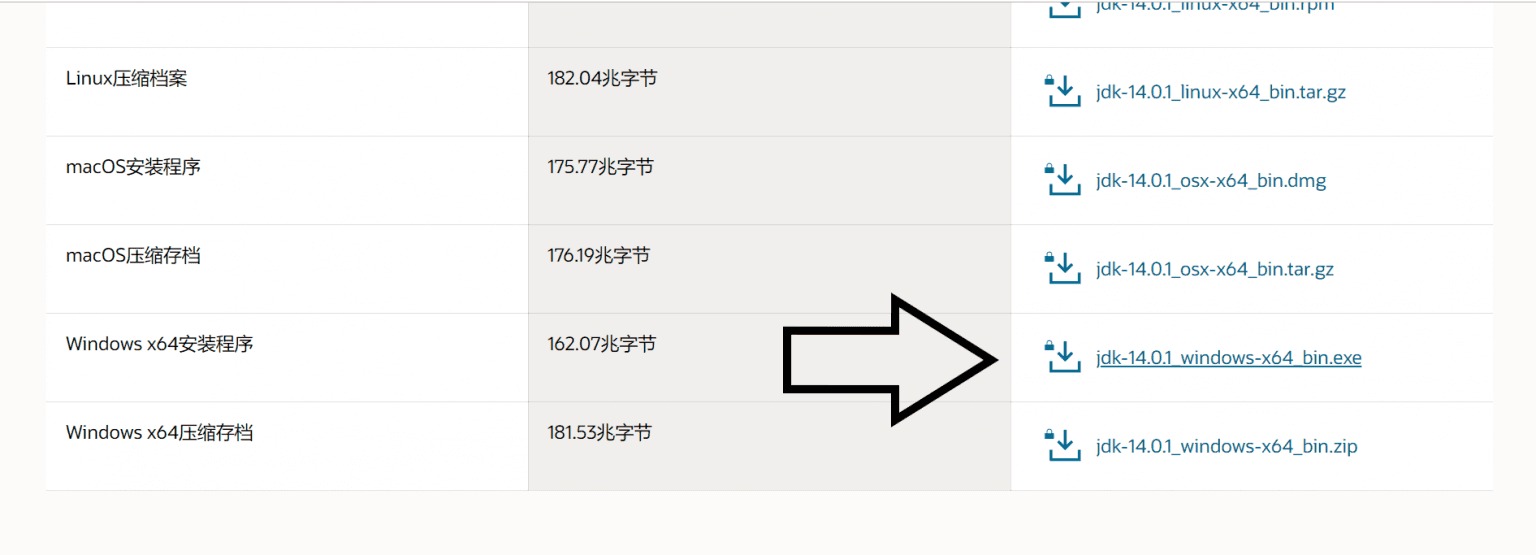 jdk-14.0.1_linux-x64_bin.rpm
Linux压缩档案 182.04兆字节 jdk-14.0.1_linux-x64_bin.tar.gz
macOS安装程序 175.77兆字节 jdk-14.0.1_osx-x64_bin.dmg
macOS压缩存档 176.19兆字节 jdk-14.0.1_osx-x64_bin.tar.gz
Windows x64安装程序 162.07兆字节 jdk-14.0.1_windows-x64_bin.exe
Windows x64压缩存档 181.53兆字节 jdk-14.0.1_windows-x64_bin.zip